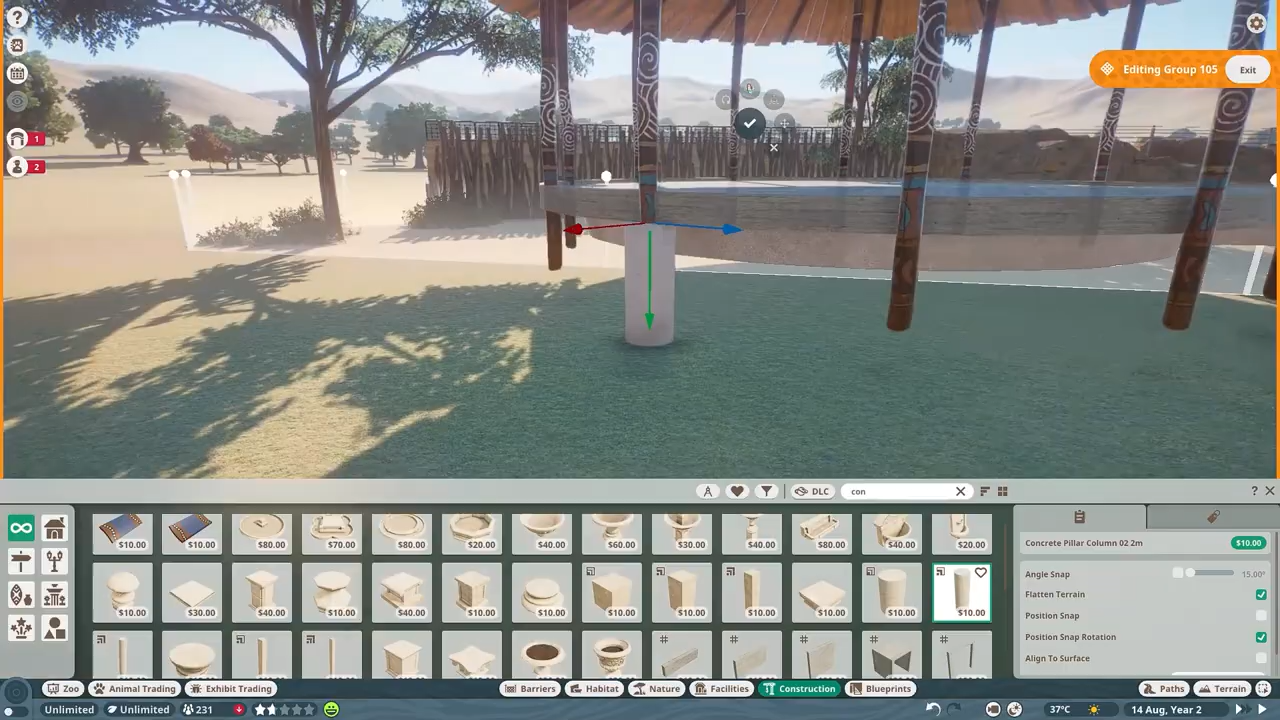 ?
Editing Group 105
Exit
1
2
DLC
con
?
$10.00 $10.00 $80.00 $70.00 $80.00 $20.00 $40.00 $60.00 $30.00 $40.00 $80.00 $40.00 $20.00
$10.00 $30.00 $40.00 $10.00 $40.00 $10.00 $10.00 $10.00 $10.00 $10.00 $10.00 $10.00 $10.00
Concrete Pillar Column 02 2m $10.00
Angle Snap 15.00°
Flatten Terrain
Position Snap
Position Snap Rotation
Align To Surface
Zoo Animal Trading Exhibit Trading Barriers Habitat Nature Facilities Construction Blueprints Paths Terrain
Unlimited Unlimited 231 37°C 14 Aug, Year 2